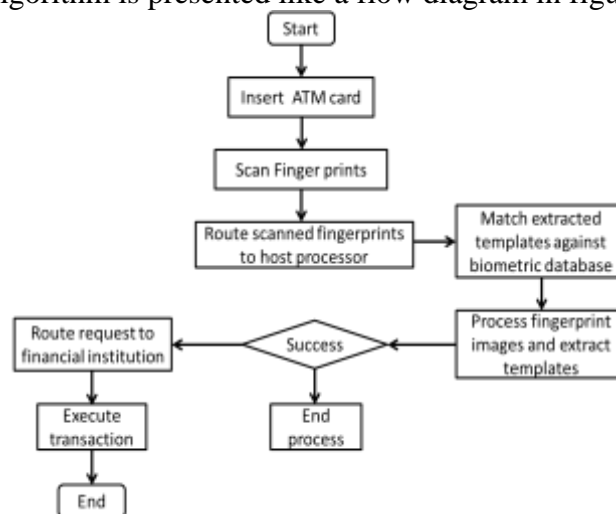 gorithm is presented like a flow diagram in figu
Start
Insert ATM card
Scan Finger prints
Route scanned fingerprints
to host processor
Match extracted
templates against
biometric database
Process fingerprint
images and extract
templates
Success
Route request to
financial institution
End
process
Execute
transaction
End